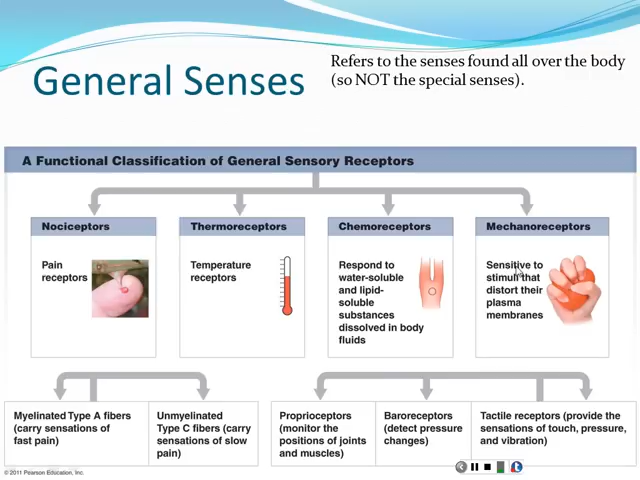 General Senses
Refers to the senses found all over the body
(so NOT the special senses).
A Functional Classification of General Sensory Receptors
Nociceptors
Pain
receptors
Thermoreceptors
Temperature
receptors
Chemoreceptors
Respond to
water-soluble
and lipid-
soluble
substances
dissolved in body
fluids
Mechanoreceptors
Sensitive to
stimuli that
distort their
plasma
membranes
Myelinated Type A fibers
(carry sensations of
fast pain)
Unmyelinated
Type C fibers (carry
sensations of slow
pain)
Proprioceptors
(monitor the
positions of joints
and muscles)
Baroreceptors
(detect pressure
changes)
Tactile receptors (provide the
sensations of touch, pressure,
and vibration)
© 2011 Pearson Education, Inc.